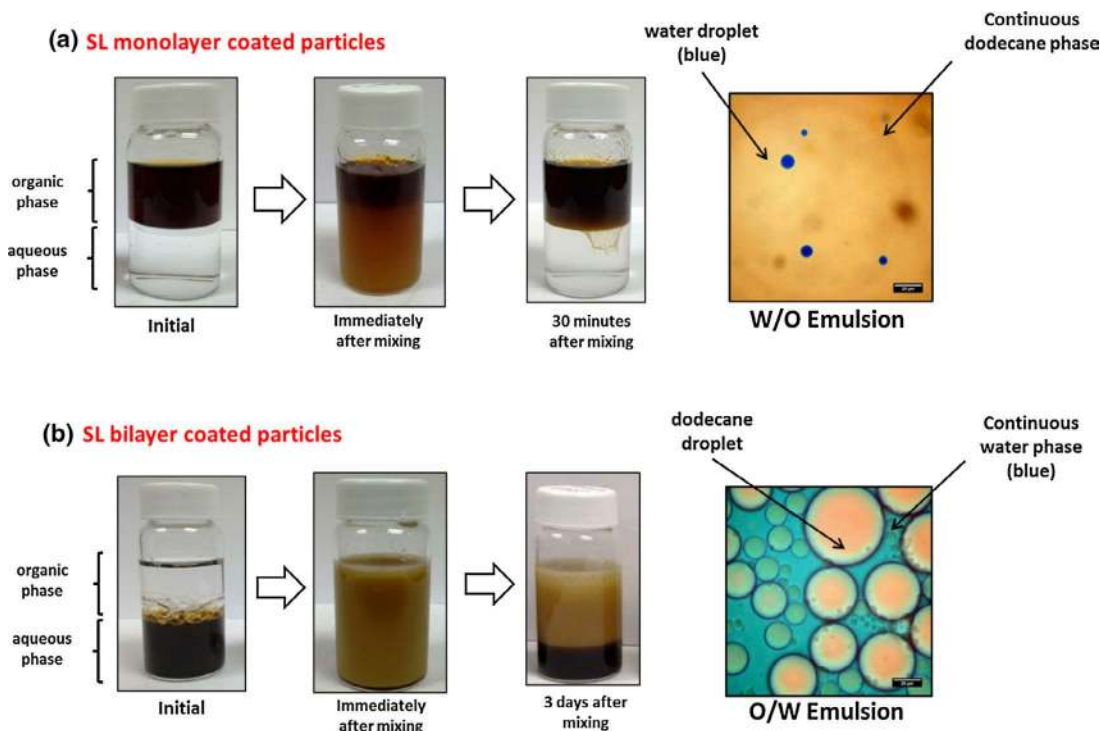 (a) SL monolayer coated particles
organic
phase
aqueous
phase
Initial
Immediately
after mixing
30 minutes
after mixing
water droplet
(blue)
Continuous
dodecane phase
W/O Emulsion
(b) SL bilayer coated particles
organic
phase
aqueous
phase
Initial
Immediately
after mixing
3 days after
mixing
dodecane
droplet
Continuous
water phase
(blue)
O/W Emulsion